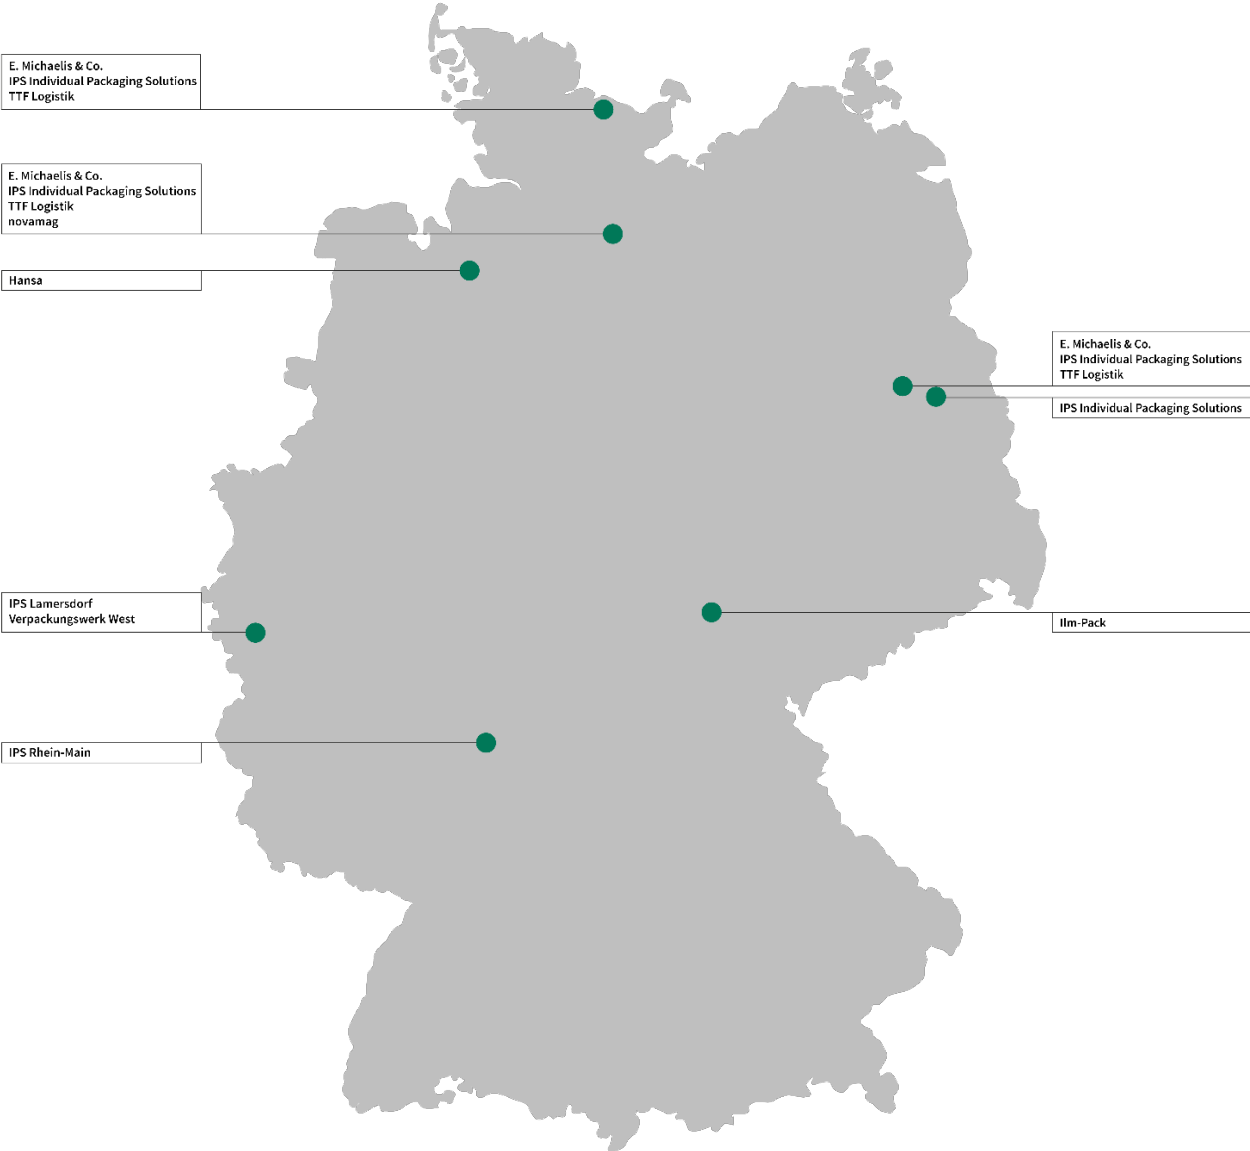 E. Michaelis & Co.
IPS Individual Packaging Solutions
TTF Logistik
E. Michaelis & Co.
IPS Individual Packaging Solutions
TTF Logistik
novamag
Hansa
E. Michaelis & Co.
IPS Individual Packaging Solutions
TTF Logistik
IPS Individual Packaging Solutions
IPS Lamersdorf
Verpackungswerk West
Ilm-Pack
IPS Rhein-Main